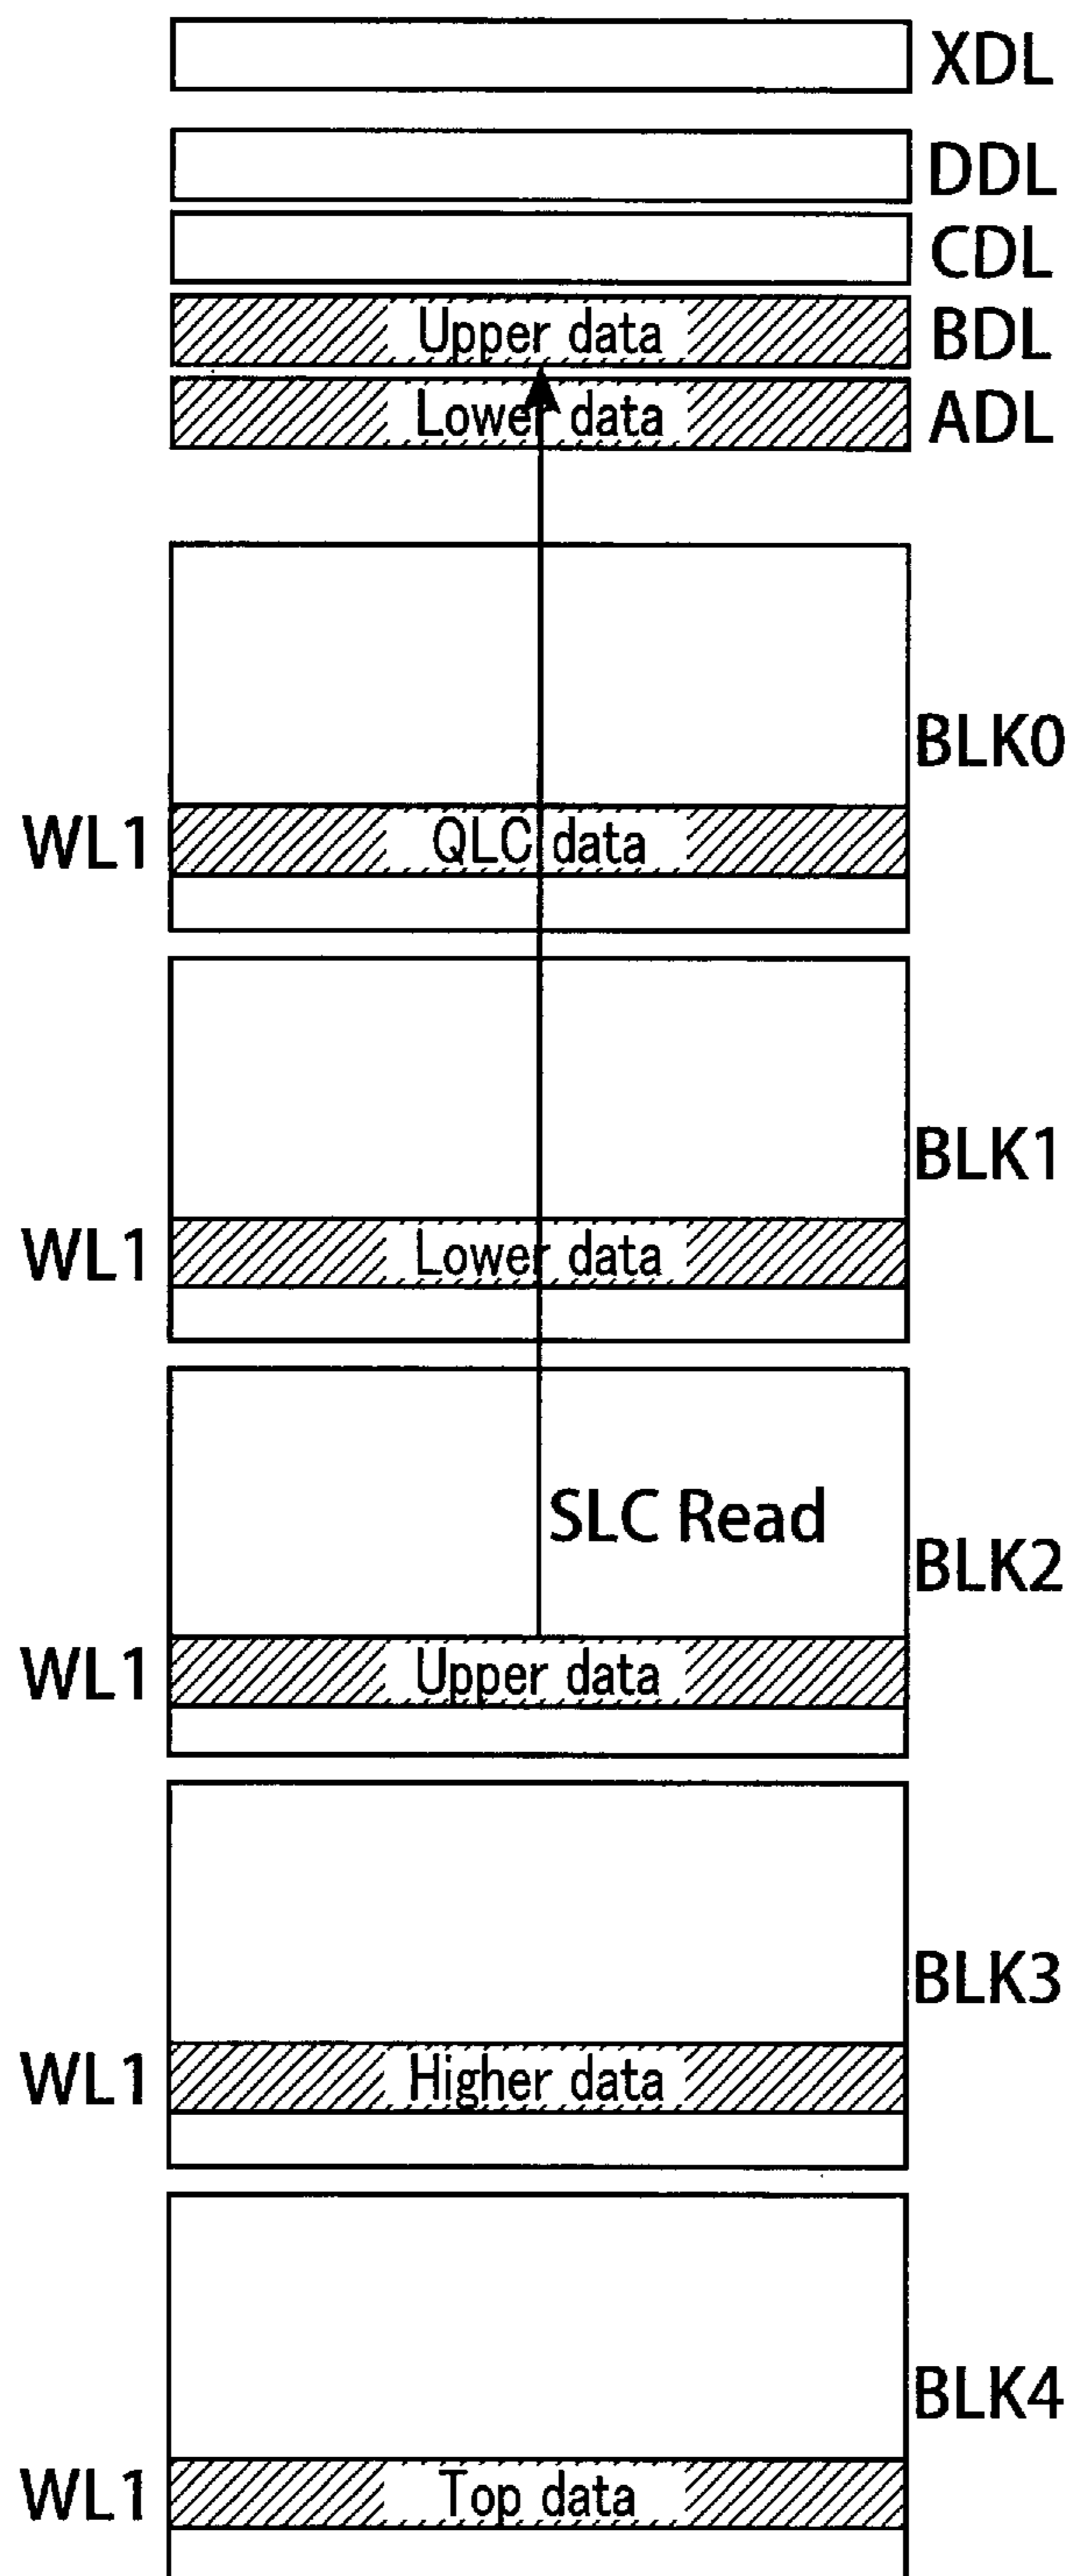 XDL
DDL
CDL
Upper data BDL
Lower data ADL
BLK0
WL1 QLC data
BLK1
WL1 Lower data
SLC Read
BLK2
WL1 Upper data
BLK3
WL1 Higher data
BLK4
WL1 Top data